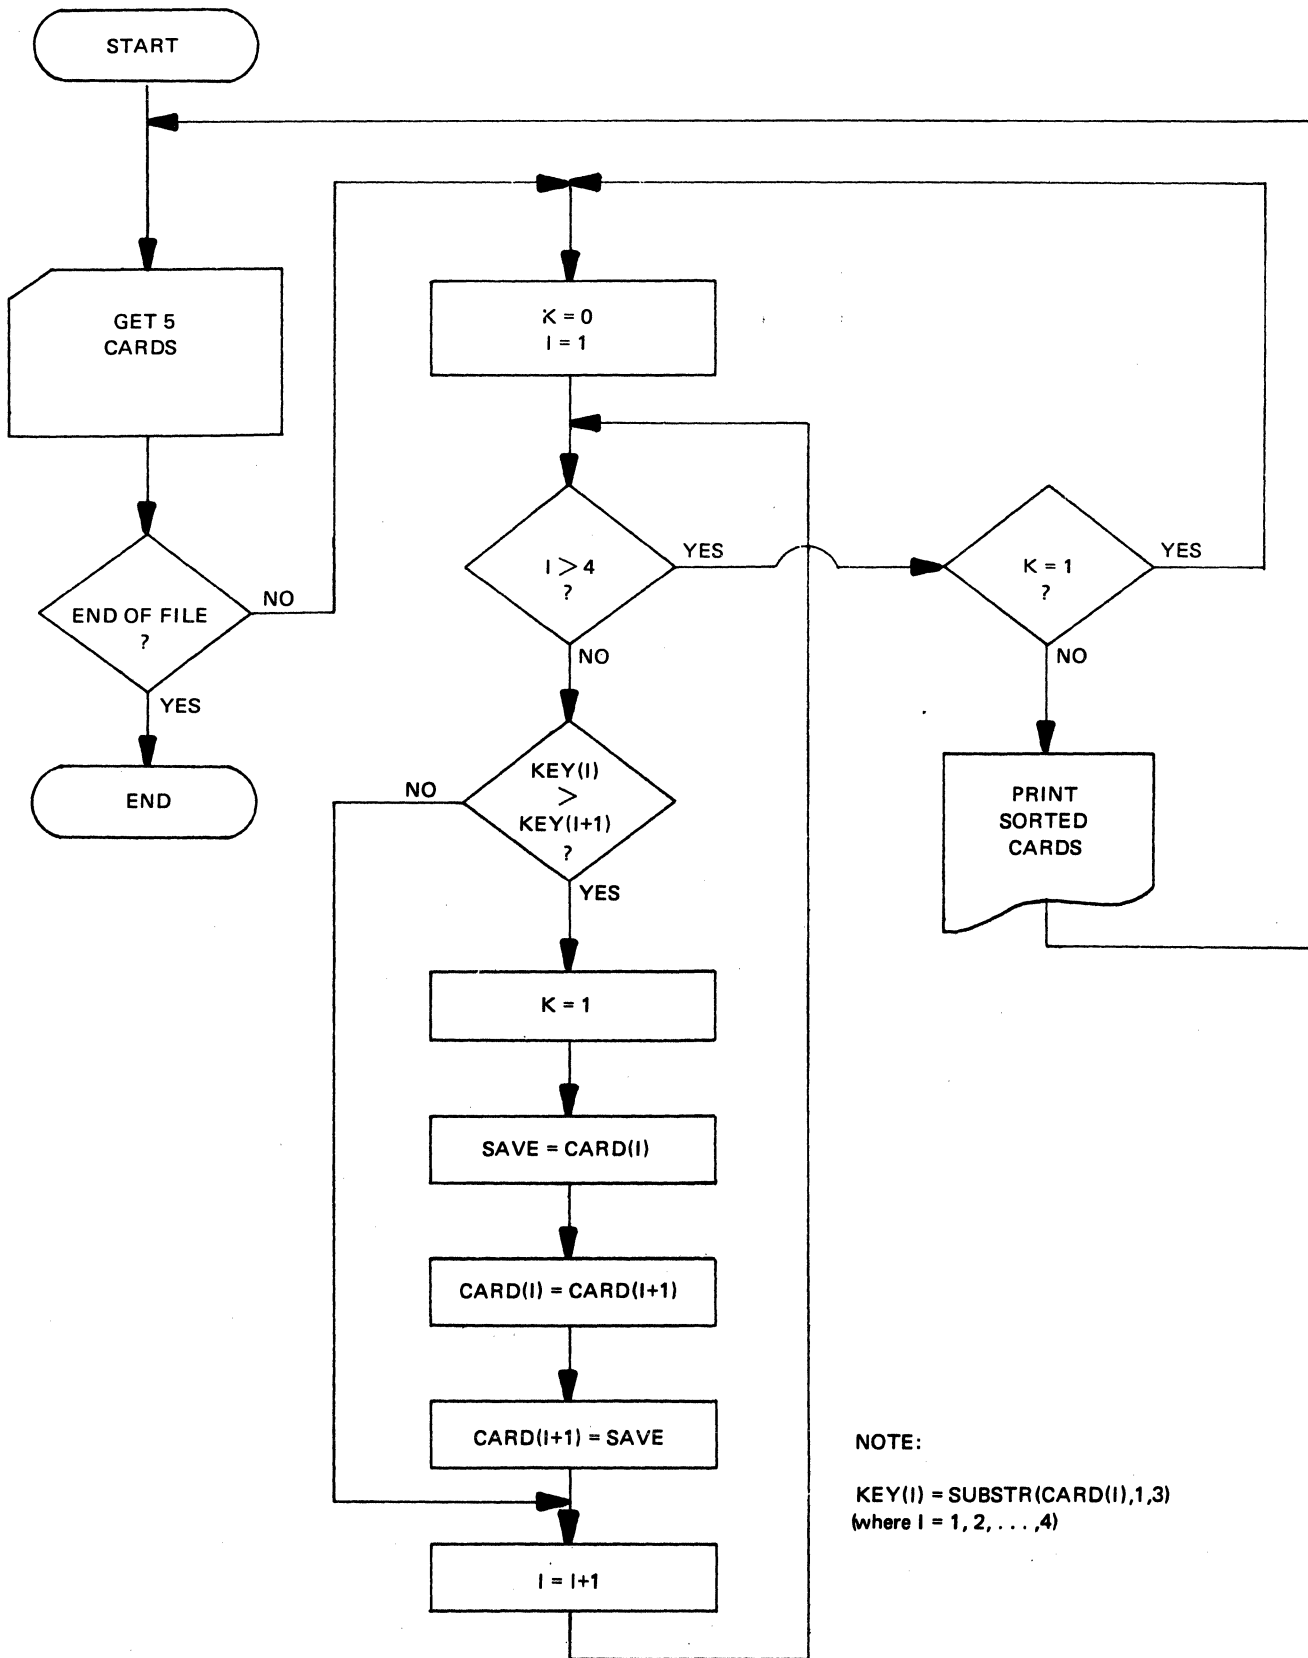 START
GET 5
CARDS
END OF FILE
?
NO
YES
END
K = 0
I = 1
I > 4
?
YES
NO
KEY(I)
>
KEY(I+1)
?
NO
YES
K = 1
SAVE = CARD(I)
CARD(I) = CARD(I+1)
CARD(I+1) = SAVE
I = I+1
K = 1
?
YES
NO
PRINT
SORTED
CARDS
NOTE:
KEY(I) = SUBSTR(CARD(I),1,3)
(where I = 1, 2, . . . ,4)